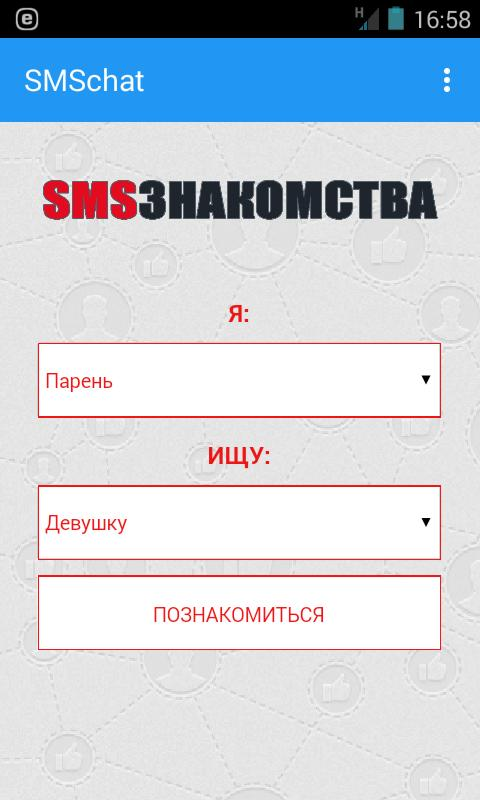 H 16:58
SMSchat
SMSЗНАКОМСТВА
Я:
Парень
ИЩУ:
Девушку
ПОЗНАКОМИТЬСЯ